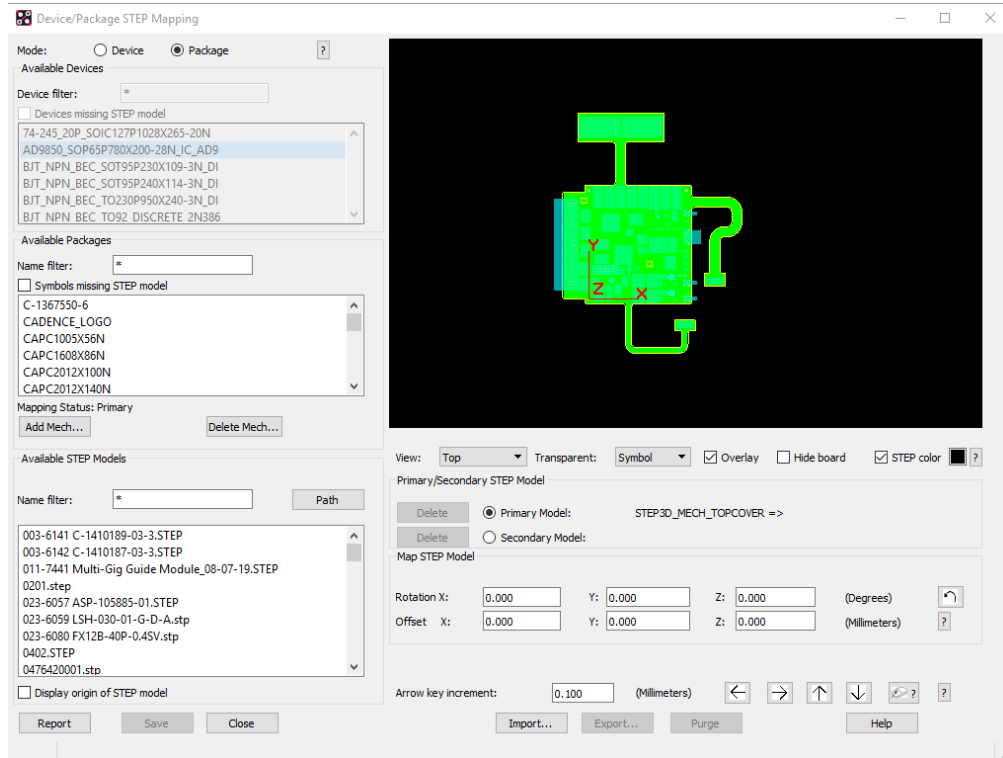 Device/Package STEP Mapping
Mode: Device Package ?
Available Devices
Device filter: *
Devices missing STEP model
74-245_20P_SOIC127P1028X265-20N
AD9850_SOP65P780X200-28N_IC_AD9
BJT_NPN_BEC_SOT95P230X109-3N_DI
BJT_NPN_BEC_SOT95P240X114-3N_DI
BJT_NPN_BEC_TO230P950X240-3N_DI
BJT NPN BEC TO92 DISCRETE 2N386
Available Packages
Name filter: *
Symbols missing STEP model
C-1367550-6
CADENCE_LOGO
CAPC1005X56N
CAPC1608X86N
CAPC2012X100N
CAPC2012X140N
Mapping Status: Primary
Add Mech... Delete Mech...
Available STEP Models
Name filter: * Path
003-6141 C-1410189-03-3.STEP
003-6142 C-1410187-03-3.STEP
011-7441 Multi-Gig Guide Module_08-07-19.STEP
0201.step
023-6057 ASP-105885-01.STEP
023-6059 LSH-030-01-G-D-A.stp
023-6080 FX12B-40P-0.4SV.stp
0402.STEP
0476420001.stp
Display origin of STEP model
Report Save Close
Y
Z X
View: Top Transparent: Symbol Overlay Hide board STEP color ?
Primary/Secondary STEP Model
Delete Primary Model: STEP3D_MECH_TOPCOVER =>
Delete Secondary Model:
Map STEP Model
Rotation X: 0.000 Y: 0.000 Z: 0.000 (Degrees)
Offset X: 0.000 Y: 0.000 Z: 0.000 (Millimeters) ?
Arrow key increment: 0.100 (Millimeters) ? ?
Import... Export... Purge Help